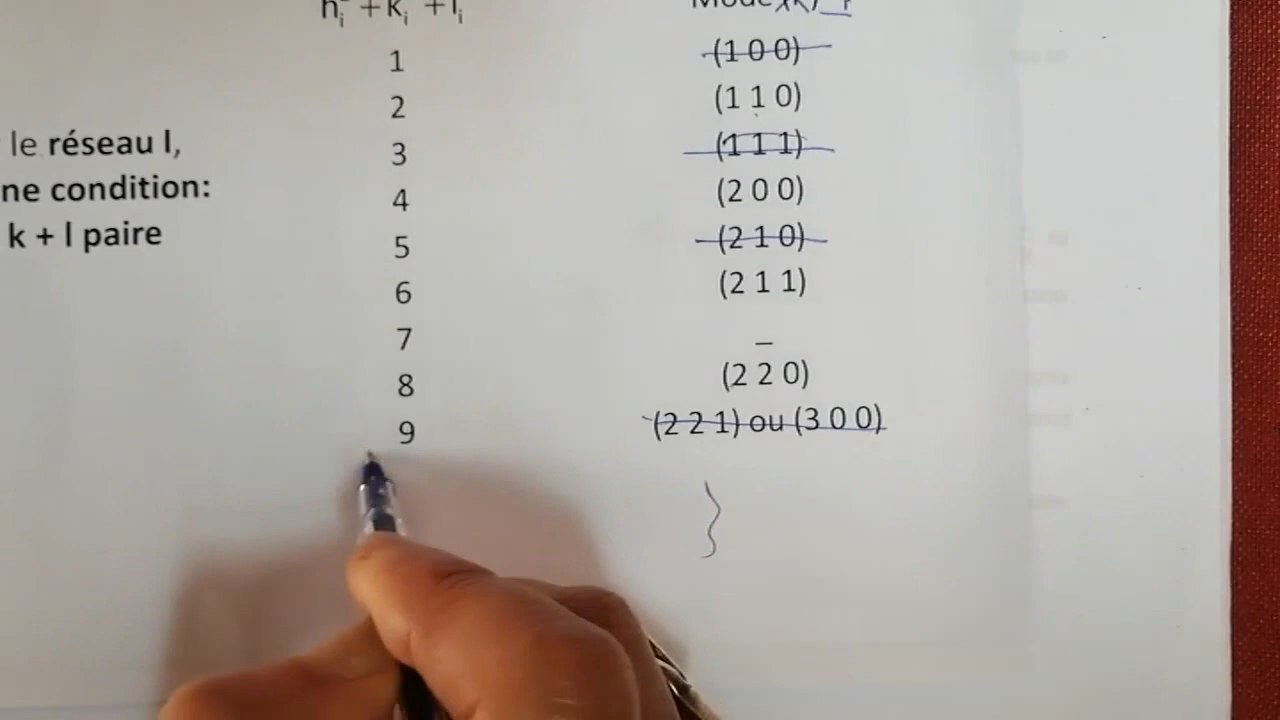 + k + l
1 (1 0 0)
2 (1 1 0)
le réseau I, 3 (1 1 1)
ne condition: 4 (2 0 0)
k + l paire 5 (2 1 0)
6 (2 1 1)
7 –
8 (2 2 0)
9 (2 2 1) ou (3 0 0)